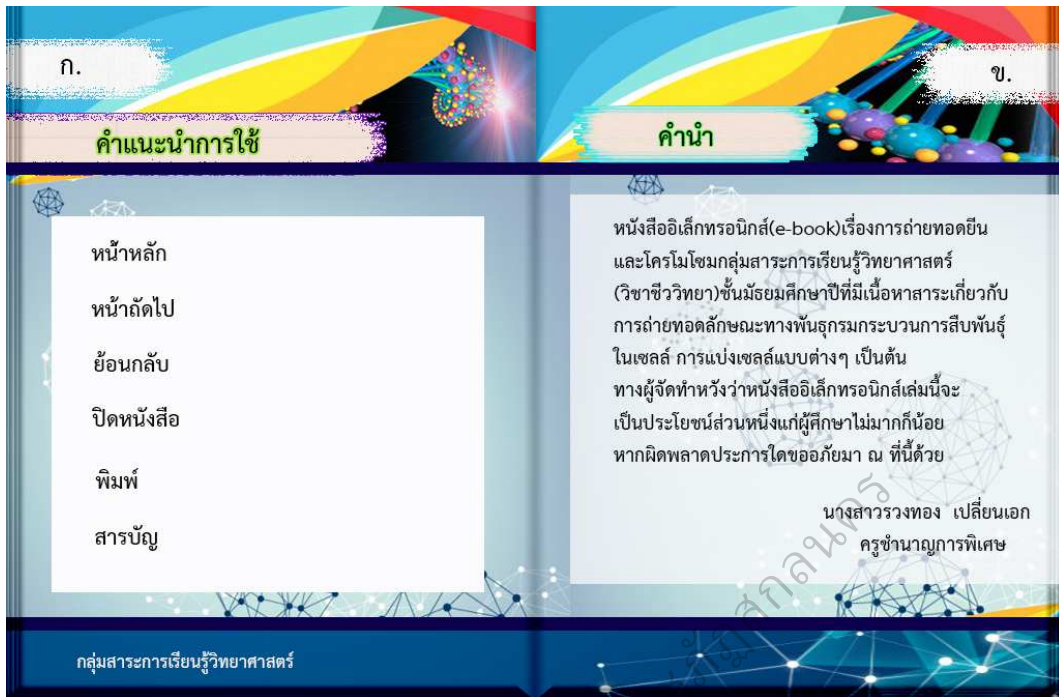 ก.
คำแนะนำการใช้
หน้าหลัก
หน้าถัดไป
ย้อนกลับ
ปิดหนังสือ
พิมพ์
สารบัญ
กลุ่มสาระการเรียนรู้วิทยาศาสตร์
ข.
คำนำ
หนังสืออิเล็กทรอนิกส์(e-book)เรื่องการถ่ายทอดยีน
และโครโมโซมกลุ่มสาระการเรียนรู้วิทยาศาสตร์
(วิชาชีววิทยา)ชั้นมัธยมศึกษาปีที่มีเนื้อหาสาระเกี่ยวกับ
การถ่ายทอดลักษณะทางพันธุกรมกระบวนการสืบพันธุ์
ในเซลล์ การแบ่งเซลล์แบบต่างๆ เป็นต้น
ทางผู้จัดทำหวังว่าหนังสืออิเล็กทรอนิกส์เล่มนี้จะ
เป็นประโยชน์ส่วนหนึ่งแก่ผู้ศึกษาไม่มากก็น้อย
หากผิดพลาดประการใดขออภัยมา ณ ที่นี้ด้วย
นางสาวรวงทอง เปลี่ยนเอก
ครูชำนาญการพิเศษ